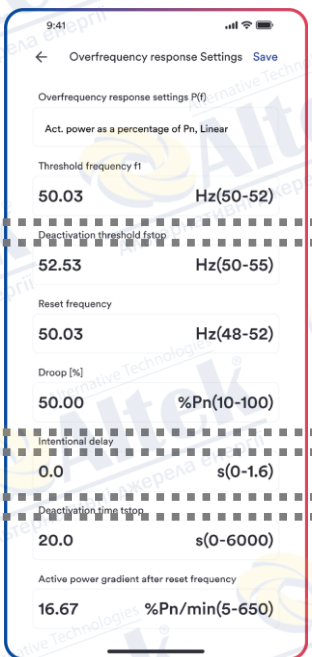 9:41
Overfrequency response Settings Save
Overfrequency response settings P(f)
Act. power as a percentage of Pn, Linear
Threshold frequency f1
50.03 Hz(50-52)
Deactivation threshold fstop
52.53 Hz(50-55)
Reset frequency
50.03 Hz(48-52)
Droop [%]
50.00 %Pn(10-100)
Intentional delay
0.0 s(0-1.6)
Deactivation time tstop
20.0 s(0-6000)
Active power gradient after reset frequency
16.67 %Pn/min(5-650)
Altek